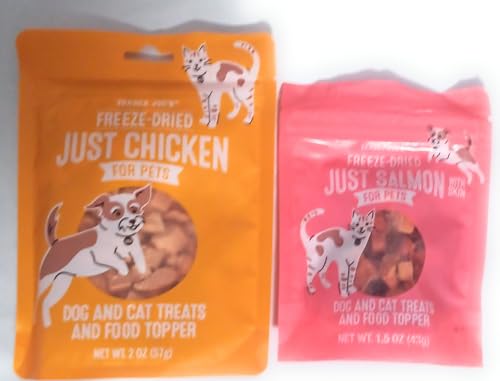 TRADER JOE'S
FREEZE-DRIED
JUST CHICKEN
FOR PETS
DOG AND CAT TREATS
AND FOOD TOPPER
NET WT. 2 OZ (57g)
TRADER JOE'S
FREEZE-DRIED
JUST SALMON
WITH SKIN
FOR PETS
DOG AND CAT TREATS
AND FOOD TOPPER
NET WT. 1.5 OZ (43g)